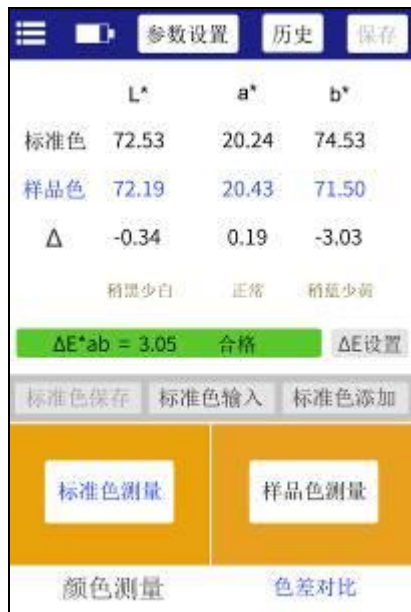 参数设置 历史 保存
L* a* b*
标准色 72.53 20.24 74.53
样品色 72.19 20.43 71.50
Δ -0.34 0.19 -3.03
稍黑少白 正常 稍蓝少黄
ΔE*ab = 3.05 合格 ΔE设置
标准色保存 标准色输入 标准色添加
标准色测量 样品色测量
颜色测量 色差对比